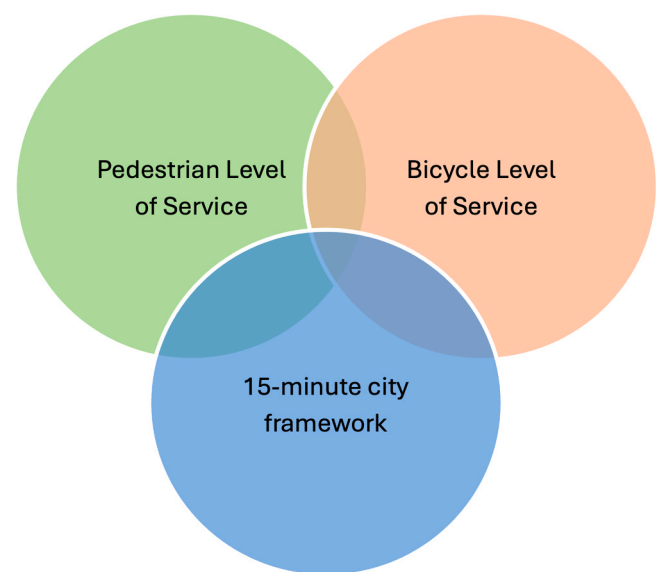 Pedestrian Level
of Service
Bicycle Level
of Service
15-minute city
framework